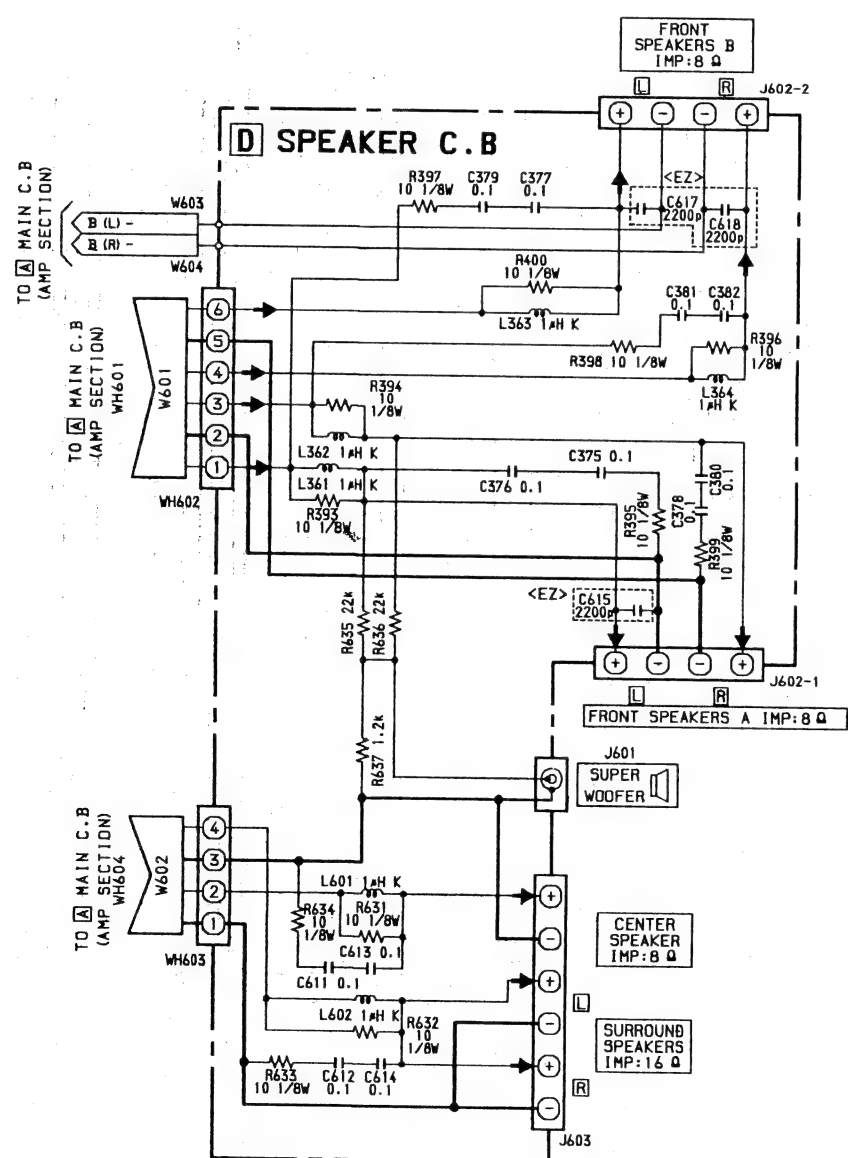 FRONT
SPEAKERS B
IMP:8 Ω
L
R
J602-2
+ − − +
D SPEAKER C.B
TO A MAIN C.B
(AMP SECTION)
W603
B (L) -
B (R) -
W604
R397
10 1/8W
C379
0.1
C377
0.1
<EZ>
C617
2200p
C618
2200p
R400
10 1/8W
L363 1μH K
C381
0.1
C382
0.1
R398 10 1/8W
R396
10
1/8W
L364
1μH K
TO A MAIN C.B
(AMP SECTION)
WH601
W601
6
5
4
3
2
1
WH602
R394
10
1/8W
L362 1μH K
L361 1μH K
R393
10 1/8W
C375 0.1
C376 0.1
R395
10 1/8W
C380
0.1
C378
0.1
R399
10 1/8W
<EZ>
C615
2200p
R635 22k
R636 22k
+ − − +
J602-1
L
R
FRONT SPEAKERS A IMP:8 Ω
R637 1.2k
J601
SUPER
WOOFER
TO A MAIN C.B
(AMP SECTION)
WH604
W602
4
3
2
1
WH603
L601 1μH K
R634
10
1/8W
R631
10 1/8W
C613 0.1
C611 0.1
L602 1μH K
R632
10
1/8W
R633
10 1/8W
C612
0.1
C614
0.1
+
−
+
−
+
−
CENTER
SPEAKER
IMP:8 Ω
L
SURROUND
SPEAKERS
IMP:16 Ω
R
J603